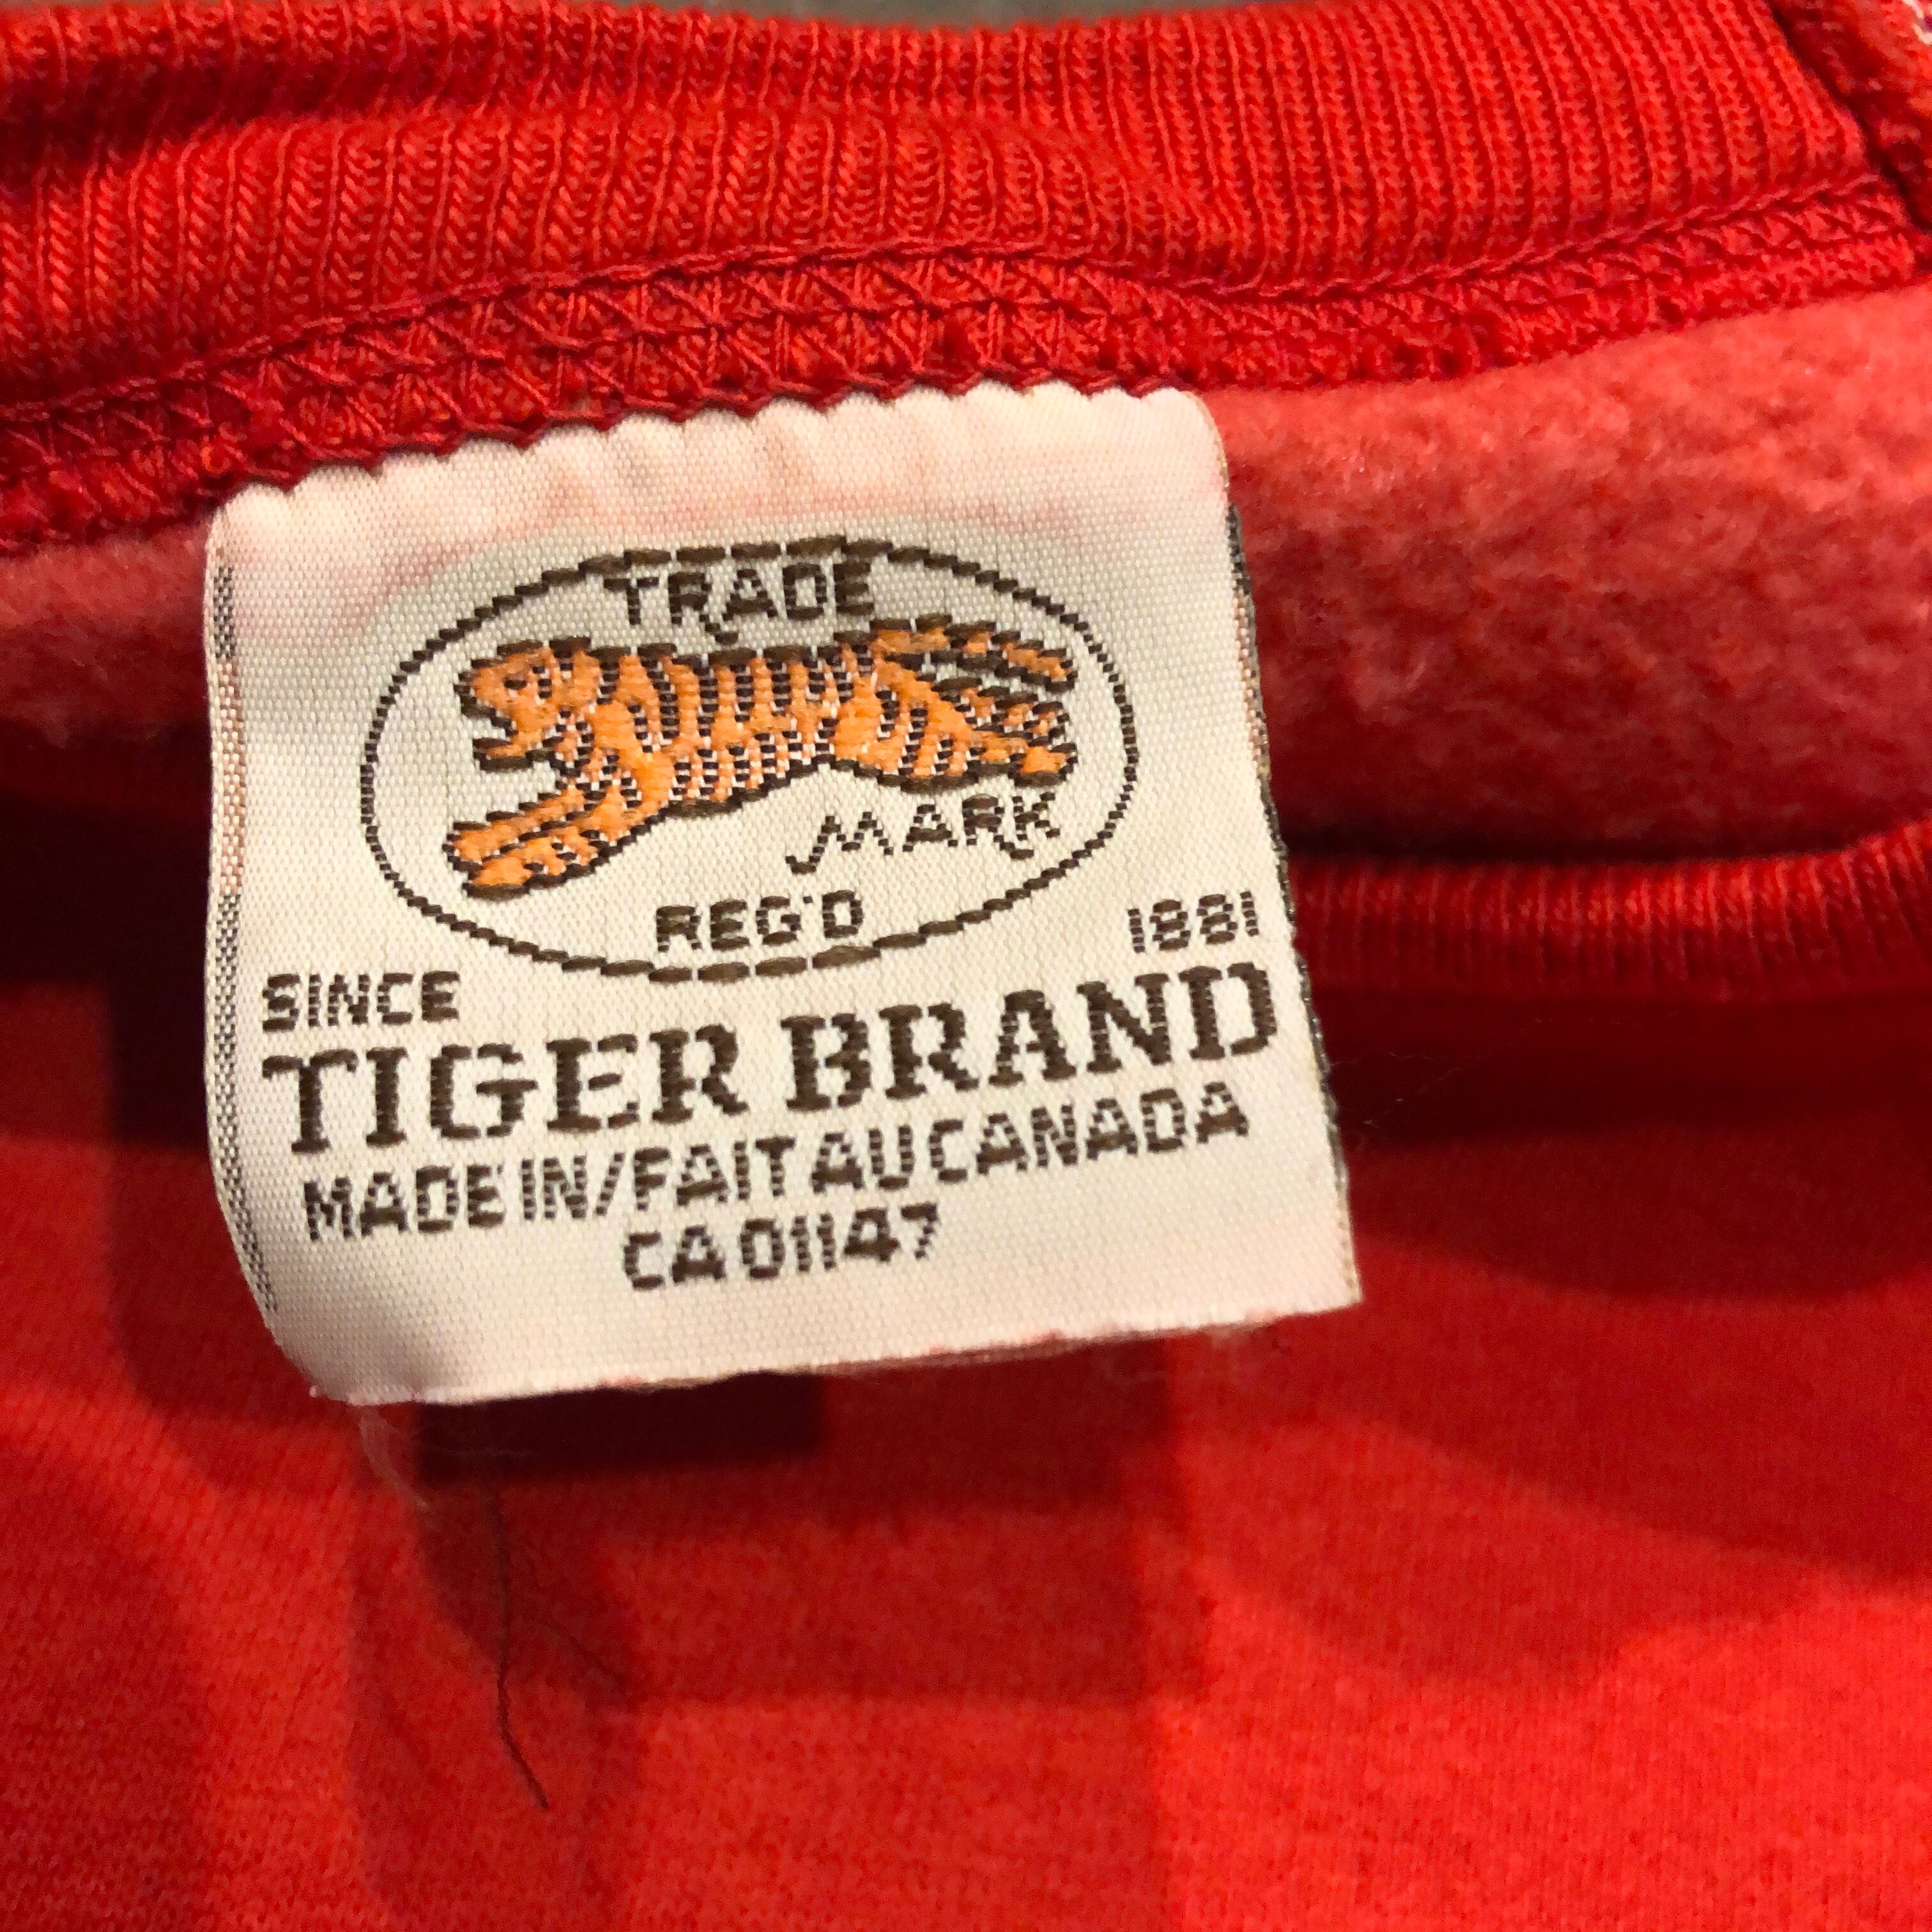 TRADE
MARK
REG'D
SINCE 1881
TIGER BRAND
MADE IN/FAIT AU CANADA
CA 01147